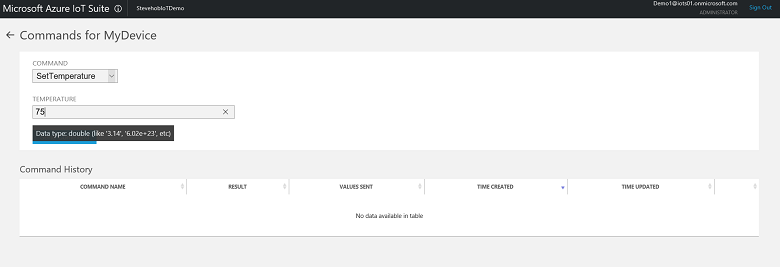 Microsoft Azure IoT Suite
StevehobIoTDemo
Demo1@iots01.onmicrosoft.com
ADMINISTRATOR
Sign Out
Commands for MyDevice
COMMAND
SetTemperature
TEMPERATURE
75
Data type: double (like '3.14', '6.02e+23', etc)
Command History
COMMAND NAME RESULT VALUES SENT TIME CREATED TIME UPDATED
No data available in table